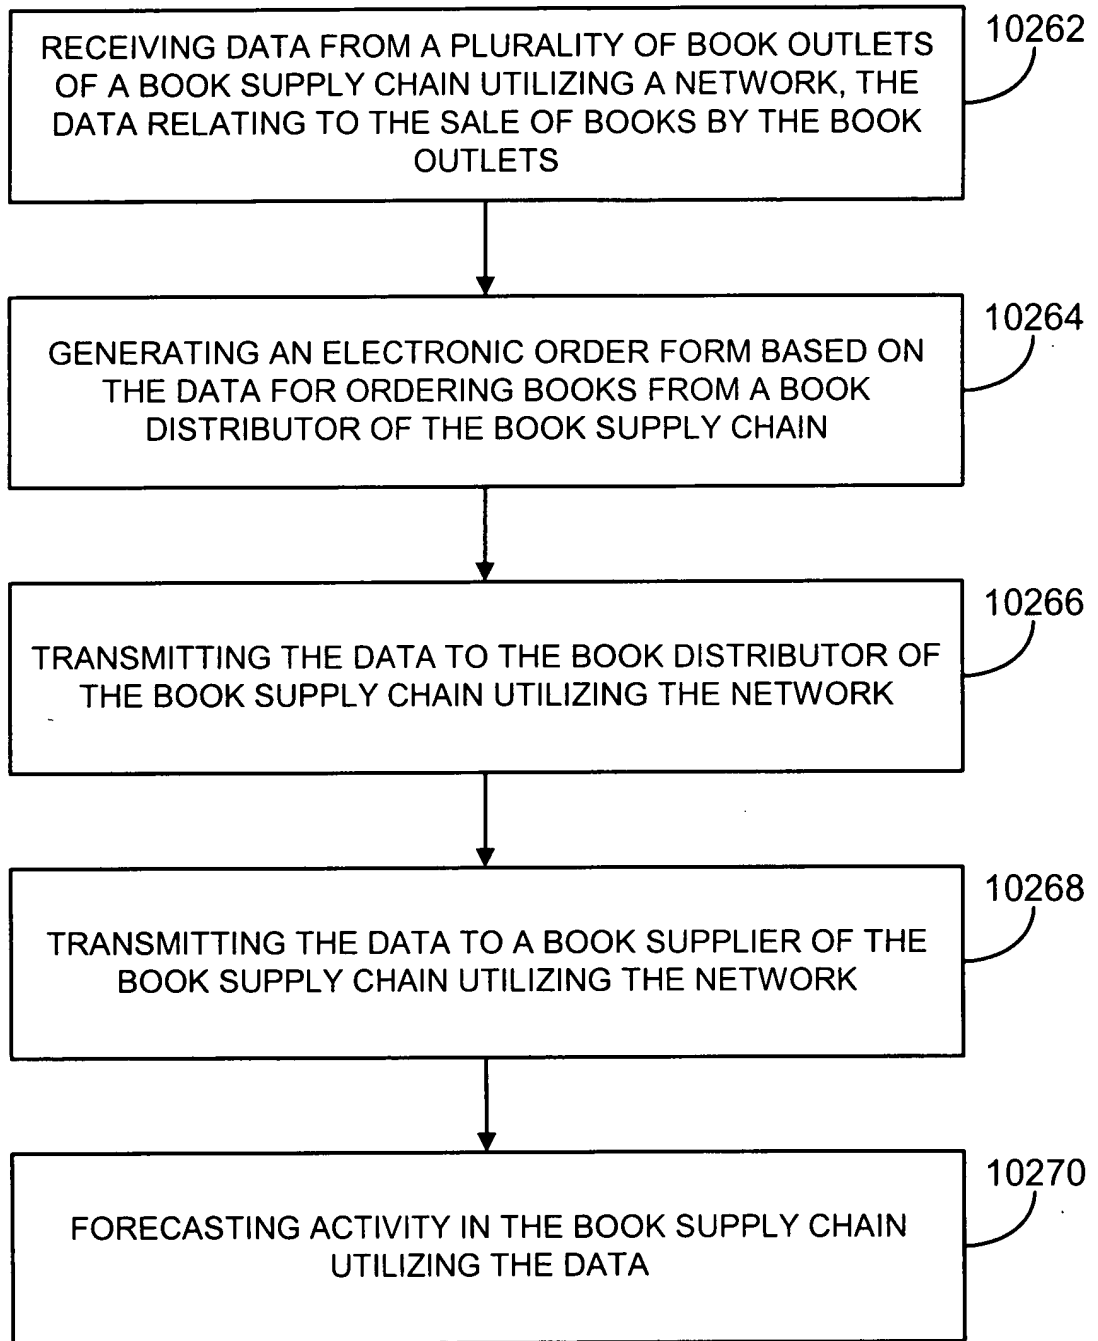 RECEIVING DATA FROM A PLURALITY OF BOOK OUTLETS
OF A BOOK SUPPLY CHAIN UTILIZING A NETWORK, THE
DATA RELATING TO THE SALE OF BOOKS BY THE BOOK
OUTLETS
10262
GENERATING AN ELECTRONIC ORDER FORM BASED ON
THE DATA FOR ORDERING BOOKS FROM A BOOK
DISTRIBUTOR OF THE BOOK SUPPLY CHAIN
10264
TRANSMITTING THE DATA TO THE BOOK DISTRIBUTOR OF
THE BOOK SUPPLY CHAIN UTILIZING THE NETWORK
10266
TRANSMITTING THE DATA TO A BOOK SUPPLIER OF THE
BOOK SUPPLY CHAIN UTILIZING THE NETWORK
10268
FORECASTING ACTIVITY IN THE BOOK SUPPLY CHAIN
UTILIZING THE DATA
10270